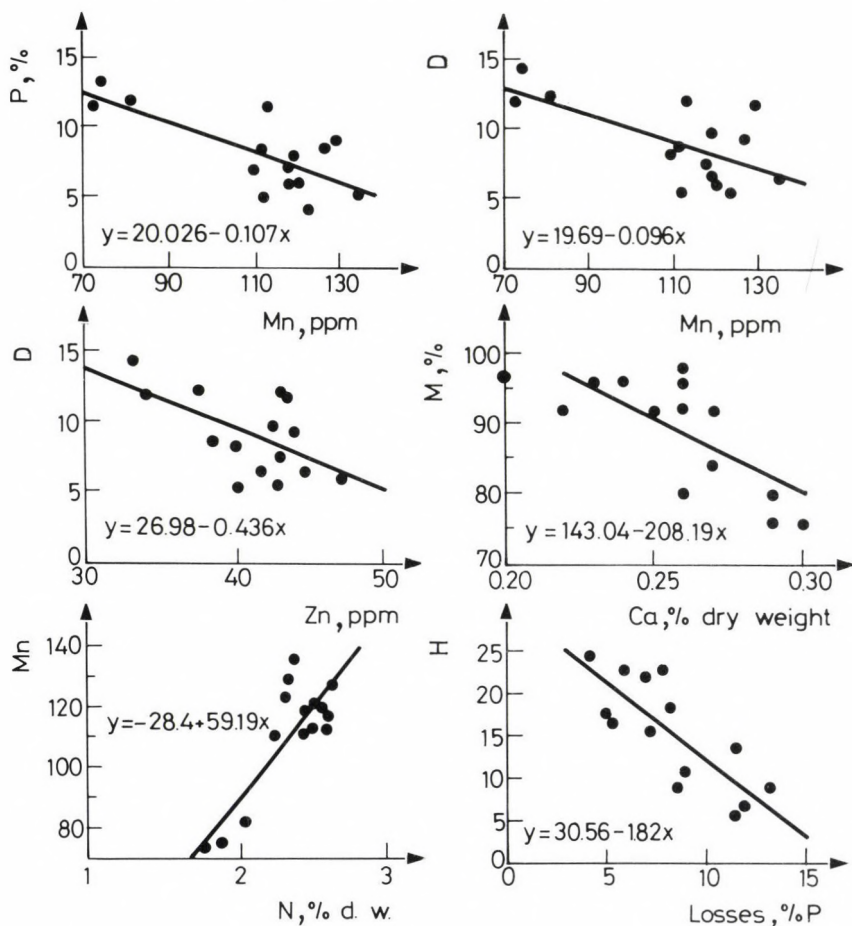 P, %
15
10
5
0
y=20.026-0.107x
70 90 110 130
Mn, ppm
D
15
10
5
0
y=19.69-0.096x
70 90 110 130
Mn, ppm
D
15
10
5
0
y=26.98-0.436x
30 40 50
Zn, ppm
M, %
100
90
80
70
y=143.04-208.19x
0.20 0.25 0.30
Ca,% dry weight
Mn
140
120
100
80
y=-28.4+59.19x
1 2 3
N,% d. w.
H
25
20
15
10
5
0
y=30.56-1.82x
0 5 10 15
Losses, %P